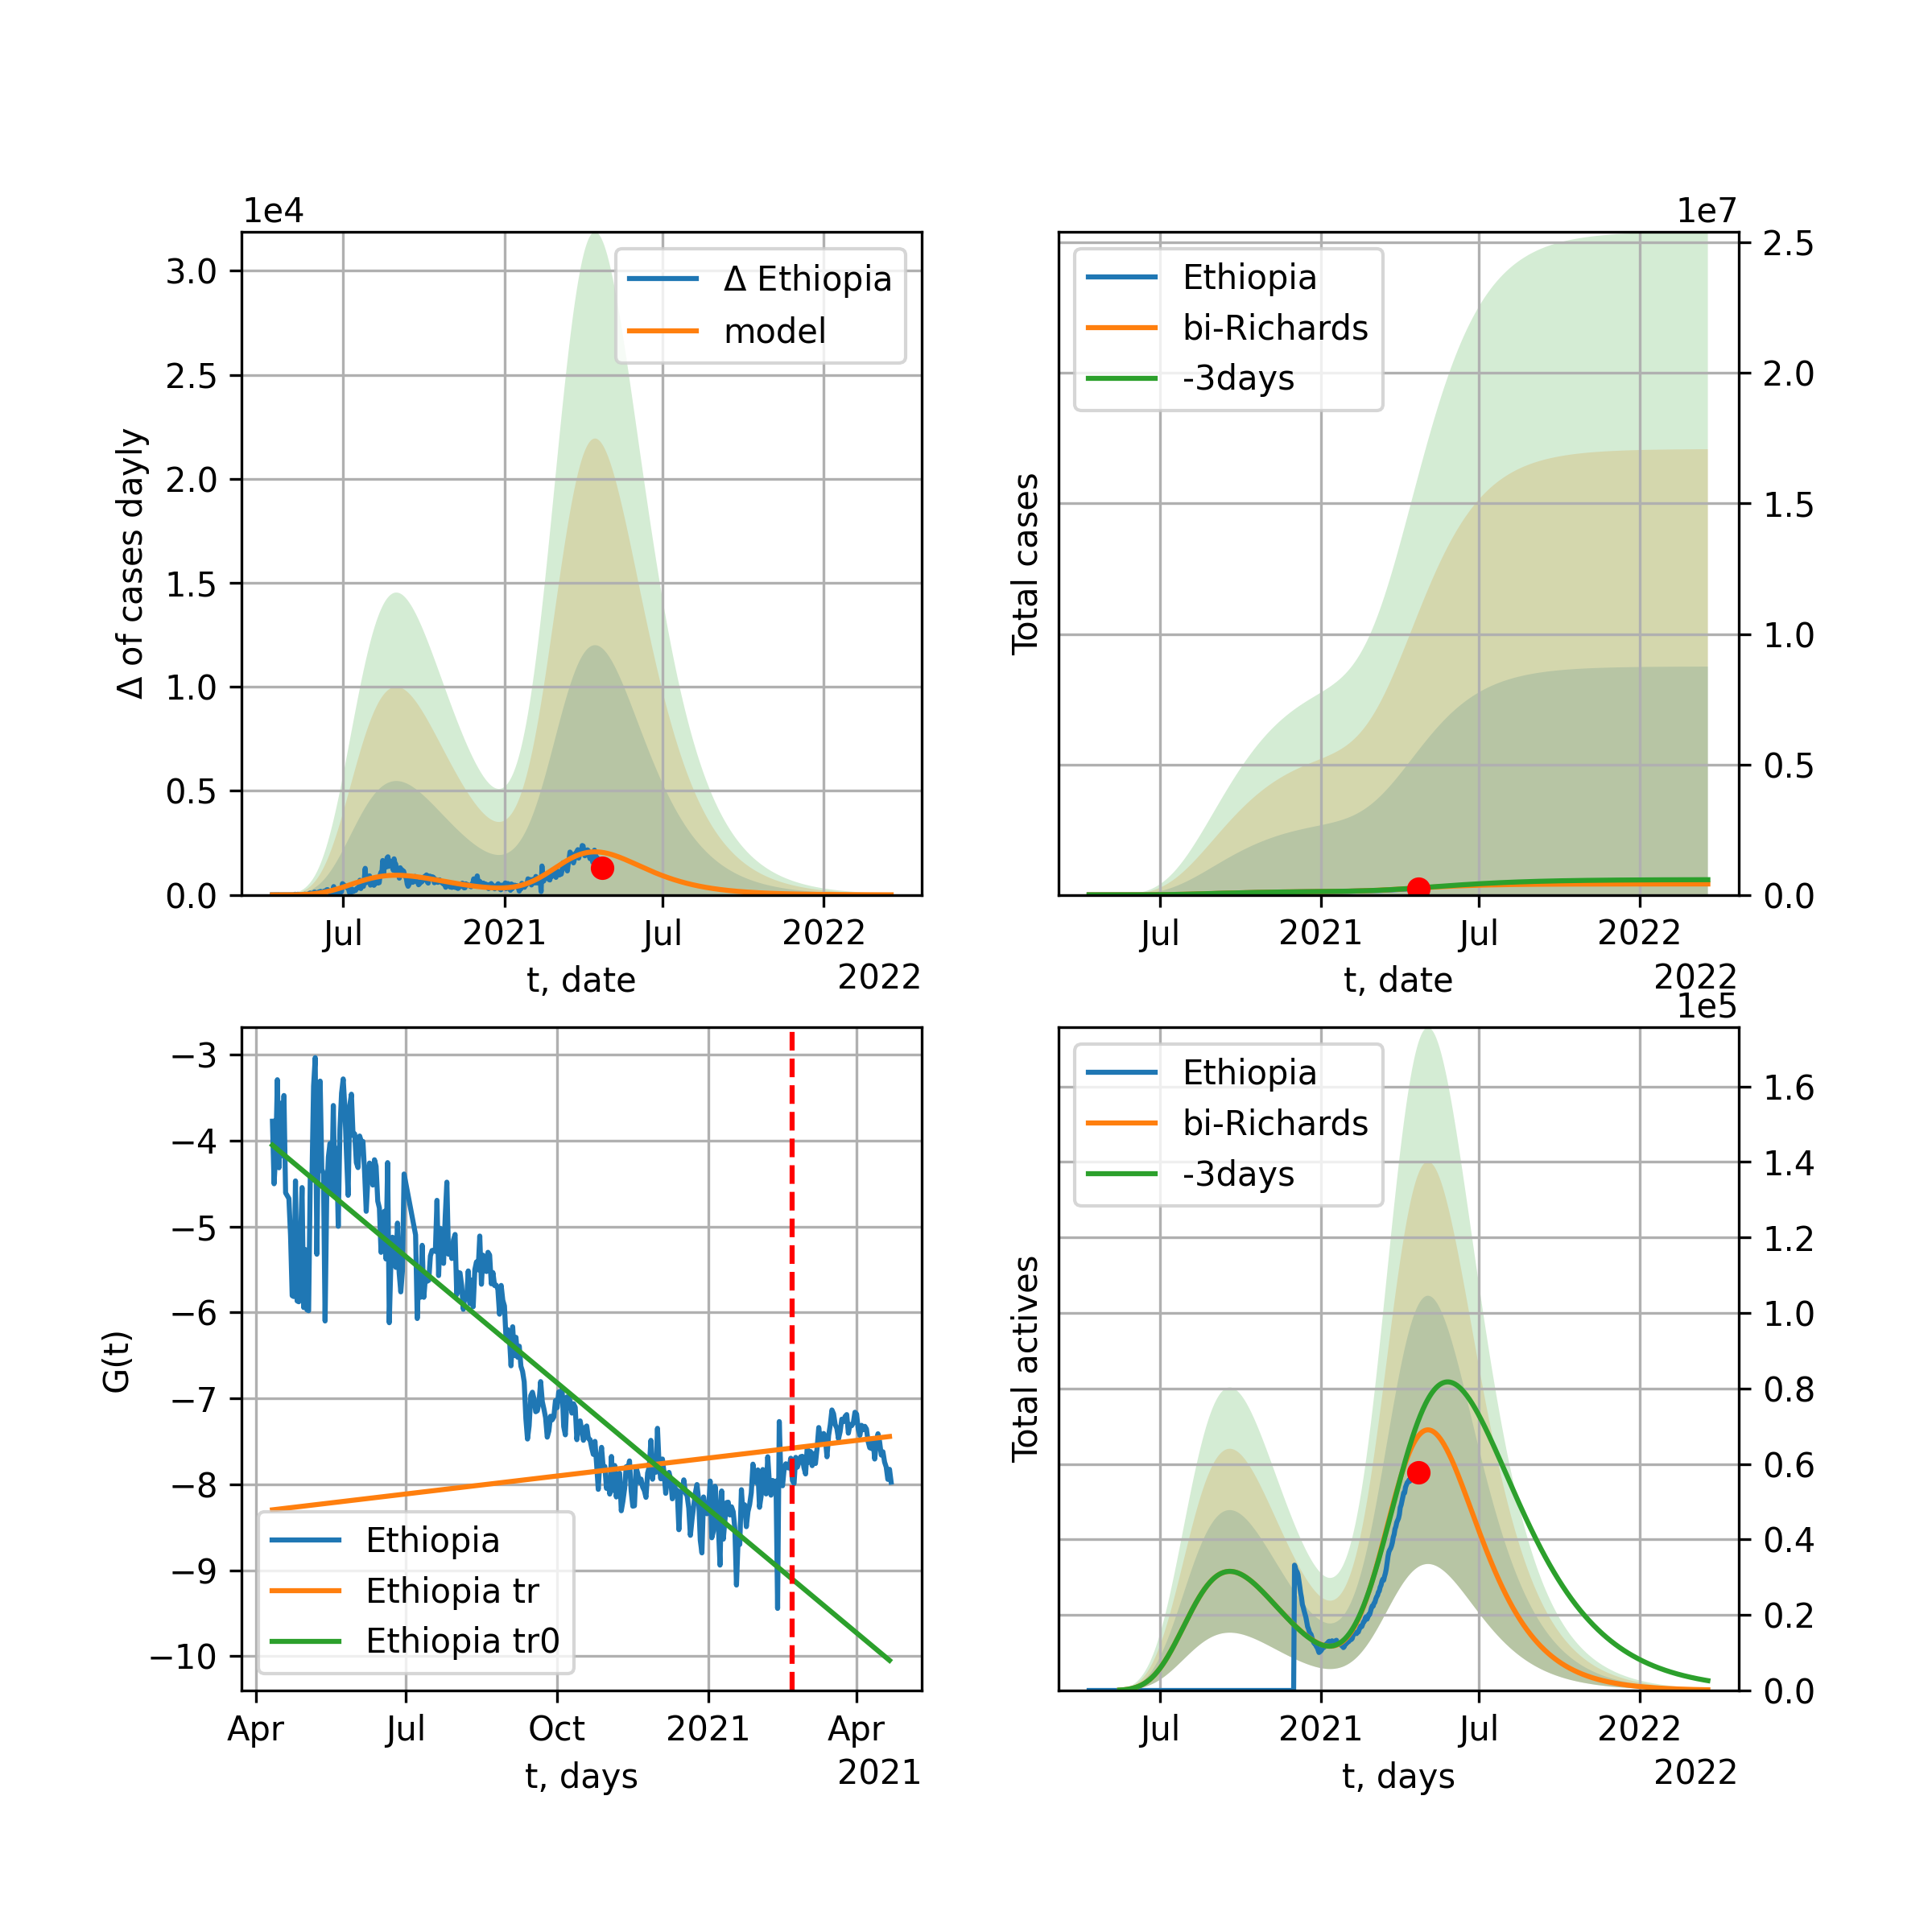 1e4
3.0
2.5
2.0
1.5
1.0
0.5
0.0
Δ of cases dayly
Δ Ethiopia
model
Jul
2021
Jul
2022
t, date
2022
1e7
2.5
2.0
1.5
1.0
0.5
0.0
Total cases
Ethiopia
bi-Richards
-3days
Jul
2021
Jul
2022
t, date
2022
−3
−4
−5
−6
−7
−8
−9
−10
G(t)
Ethiopia
Ethiopia tr
Ethiopia tr0
Apr
Jul
Oct
2021
Apr
t, days
2021
1e5
1.6
1.4
1.2
1.0
0.8
0.6
0.4
0.2
0.0
Total actives
Ethiopia
bi-Richards
-3days
Jul
2021
Jul
2022
t, days
2022